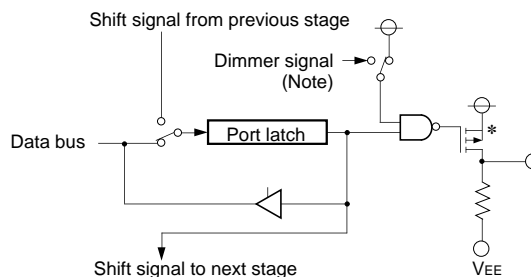 Shift signal from previous stage
Dimmer signal
(Note)
Data bus
Port latch
*
Shift signal to next stage
VEE